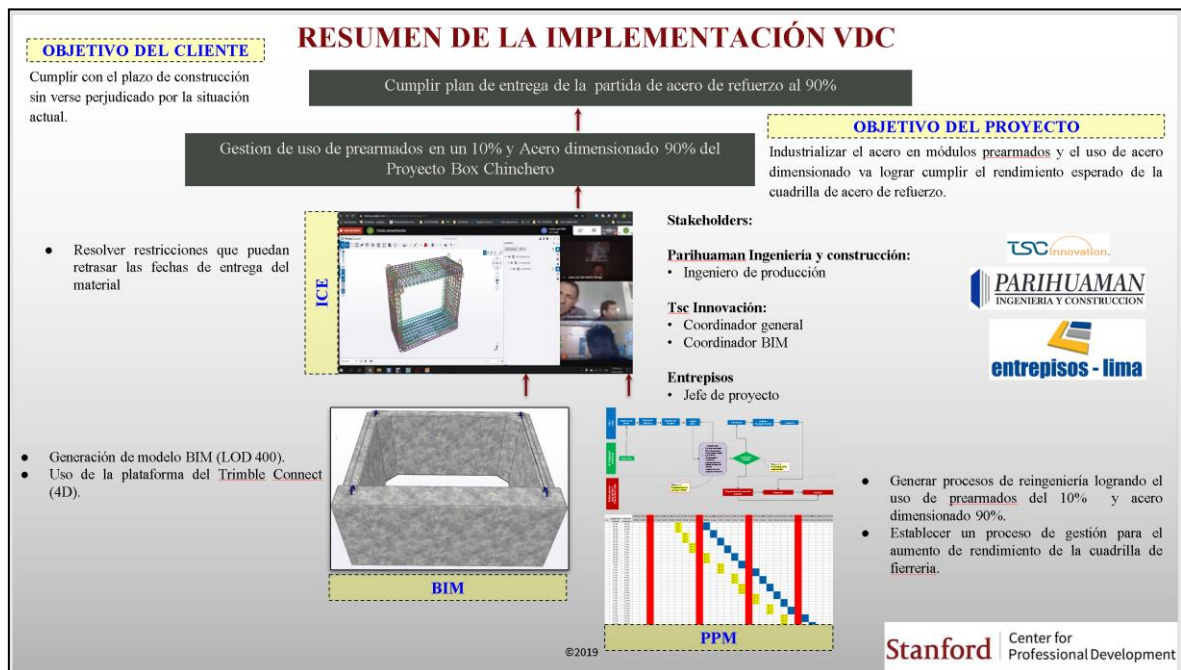 RESUMEN DE LA IMPLEMENTACIÓN VDC
OBJETIVO DEL CLIENTE
Cumplir con el plazo de construcción
sin verse perjudicado por la situación
actual.
Cumplir plan de entrega de la partida de acero de refuerzo al 90%
Gestion de uso de prearmados en un 10% y Acero dimensionado 90% del
Proyecto Box Chinchero
OBJETIVO DEL PROYECTO
Industrializar el acero en módulos prearmados y el uso de acero
dimensionado va lograr cumplir el rendimiento esperado de la
cuadrilla de acero de refuerzo.
● Resolver restricciones que puedan
retrasar las fechas de entrega del
material
ICE
Stakeholders:
Parihuaman Ingeniería y construcción:
• Ingeniero de producción
Tsc Innovación:
• Coordinador general
• Coordinador BIM
Entrepisos
• Jefe de proyecto
TSC
Innovation.
PARIHUAMAN
INGENIERIA Y CONSTRUCCION
entrepisos - lima
● Generación de modelo BIM (LOD 400).
● Uso de la plataforma del Trimble Connect
(4D).
BIM
PPM
● Generar procesos de reingeniería logrando el
uso de prearmados del 10% y acero
dimensionado 90%.
● Establecer un proceso de gestión para el
aumento de rendimiento de la cuadrilla de
fierreria.
©2019
Stanford
Center for
Professional Development